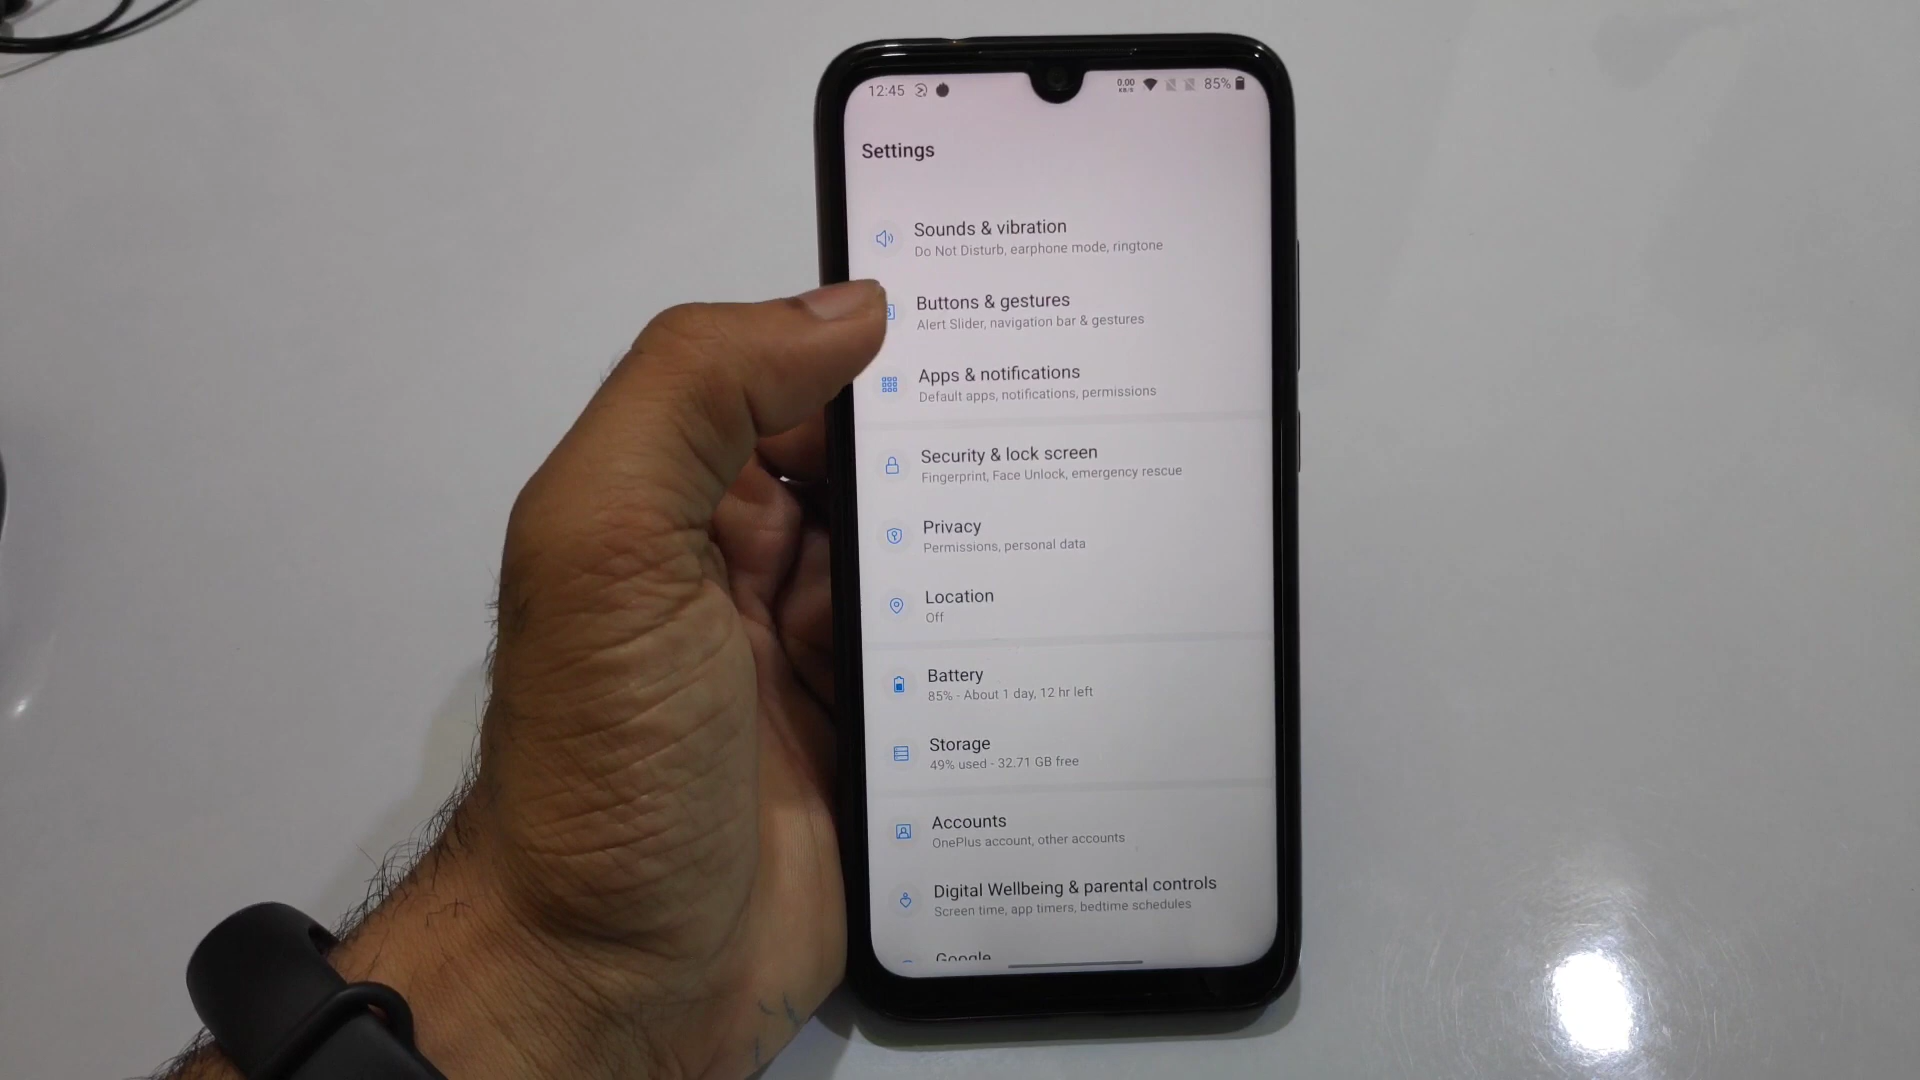 12:45
0.00
KB/S
85%
Settings
Sounds & vibration
Do Not Disturb, earphone mode, ringtone
Buttons & gestures
Alert Slider, navigation bar & gestures
Apps & notifications
Default apps, notifications, permissions
Security & lock screen
Fingerprint, Face Unlock, emergency rescue
Privacy
Permissions, personal data
Location
Off
Battery
85% - About 1 day, 12 hr left
Storage
49% used - 32.71 GB free
Accounts
OnePlus account, other accounts
Digital Wellbeing & parental controls
Screen time, app timers, bedtime schedules
Google